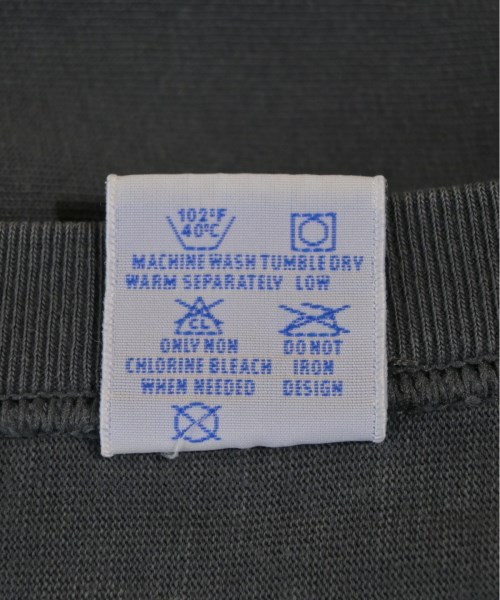 102°F
40°C
MACHINE WASH TUMBLE DRY
WARM SEPARATELY LOW
CL
ONLY NON DO NOT
CHLORINE BLEACH IRON
WHEN NEEDED DESIGN